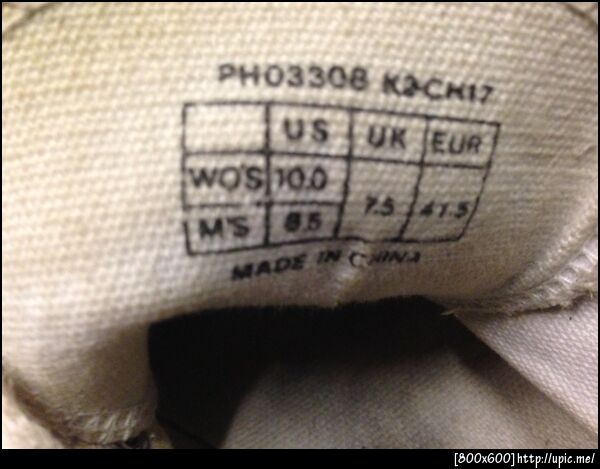 PH03308 K2CH17
US UK EUR
WO'S 10.0
7.5 41.5
M'S 8.5
MADE IN CHINA
[800x600]http://upic.me/